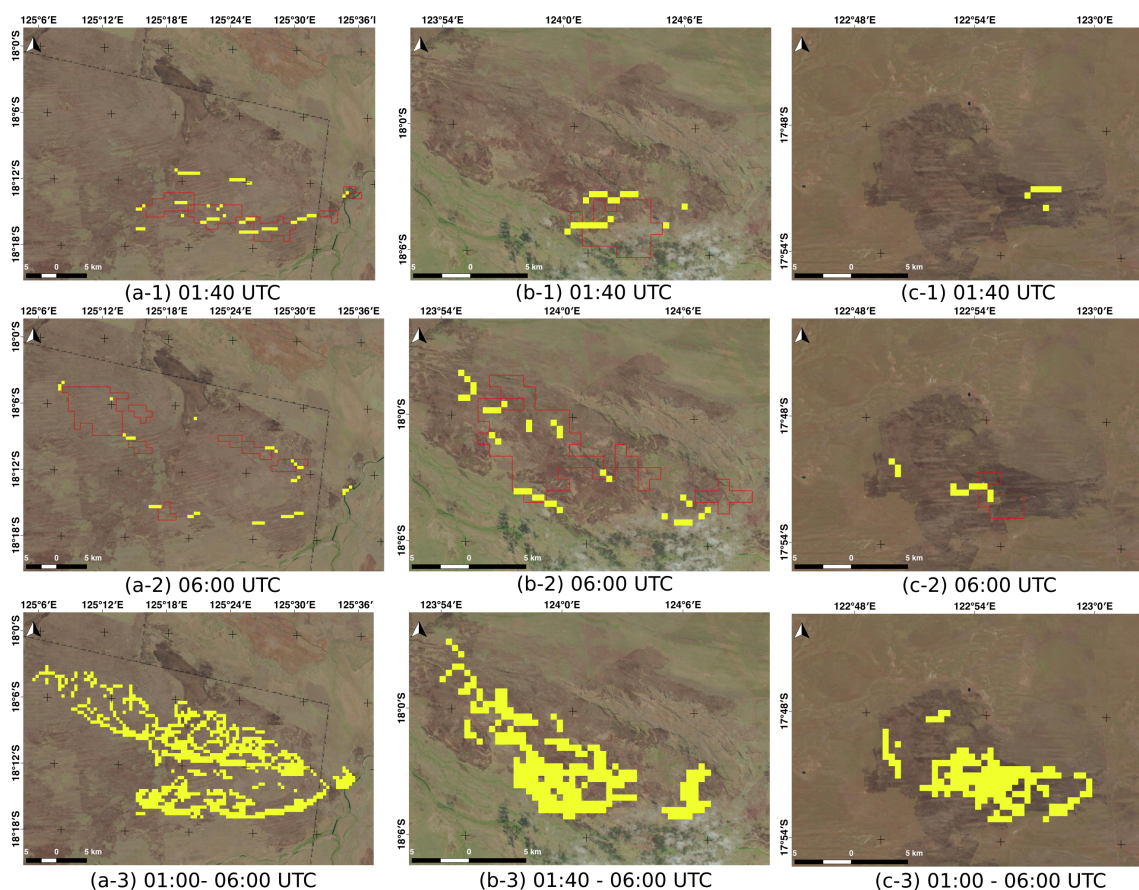 125°6′E 125°12′E 125°18′E 125°24′E 125°30′E 125°36′E
123°54′E 124°0′E 124°6′E
122°48′E 122°54′E 123°0′E
18°0′S 18°6′S 18°12′S 18°18′S
18°0′S 18°6′S
17°48′S 17°54′S
5 0 5 km
5 0 5 km
5 0 5 km
(a-1) 01:40 UTC
(b-1) 01:40 UTC
(c-1) 01:40 UTC
125°6′E 125°12′E 125°18′E 125°24′E 125°30′E 125°36′
123°54′E 124°0′E 124°6′E
122°48′E 122°54′E 123°0′E
18°0′S 18°6′S 18°12′S 18°18′S
18°0′S 18°6′S
17°48′S 17°54′S
5 0 5 km
5 0 5 km
5 0 5 km
(a-2) 06:00 UTC
(b-2) 06:00 UTC
(c-2) 06:00 UTC
125°6′E 125°12′E 125°18′E 125°24′E 125°30′E 125°36′
123°54′E 124°0′E 124°6′E
122°48′E 122°54′E 123°0′E
18°0′S 18°6′S 18°12′S 18°18′S
18°0′S 18°6′S
17°48′S 17°54′S
5 0 5 km
5 0 5 km
5 0 5 km
(a-3) 01:00- 06:00 UTC
(b-3) 01:40 - 06:00 UTC
(c-3) 01:00 - 06:00 UTC